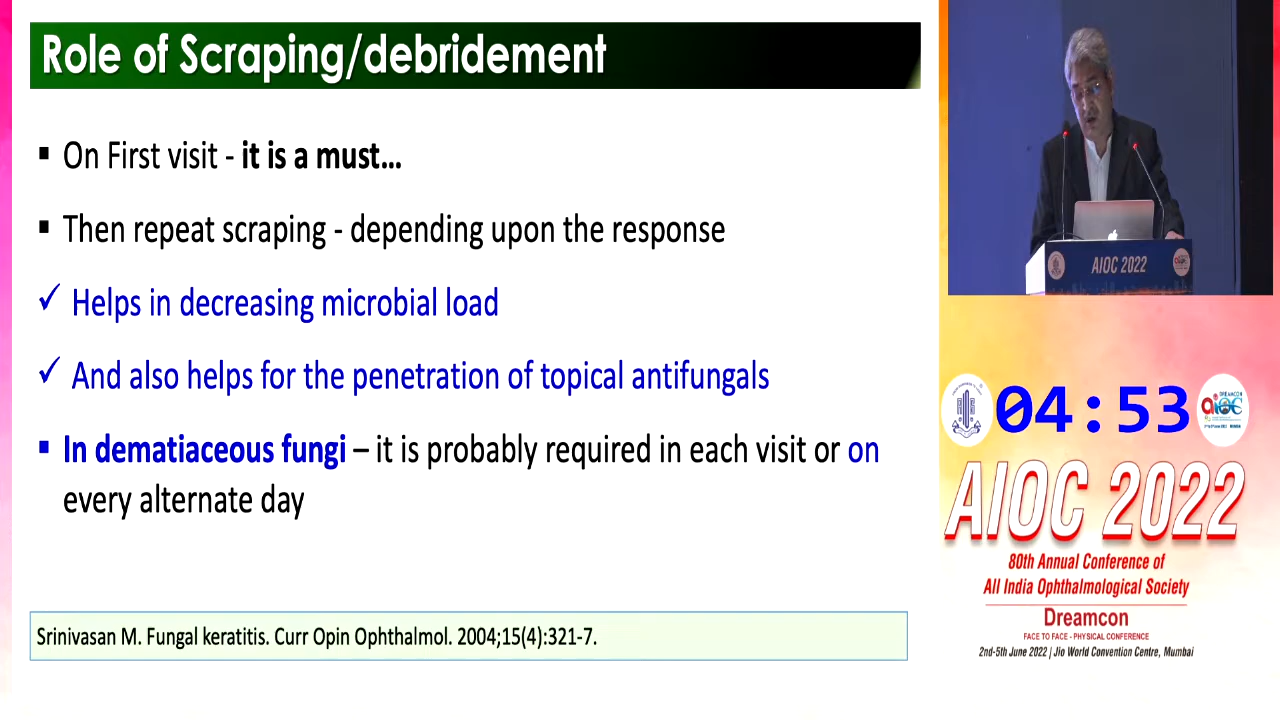 Role of Scraping/debridement
▪ On First visit - it is a must…
▪ Then repeat scraping - depending upon the response
✓ Helps in decreasing microbial load
✓ And also helps for the penetration of topical antifungals
▪ In dematiaceous fungi – it is probably required in each visit or on
every alternate day
Srinivasan M. Fungal keratitis. Curr Opin Ophthalmol. 2004;15(4):321-7.
AIOC 2022
04:53
AIOC 2022
80th Annual Conference of
All India Ophthalmological Society
Dreamcon
FACE TO FACE - PHYSICAL CONFERENCE
2nd-5th June 2022 | Jio World Convention Centre, Mumbai